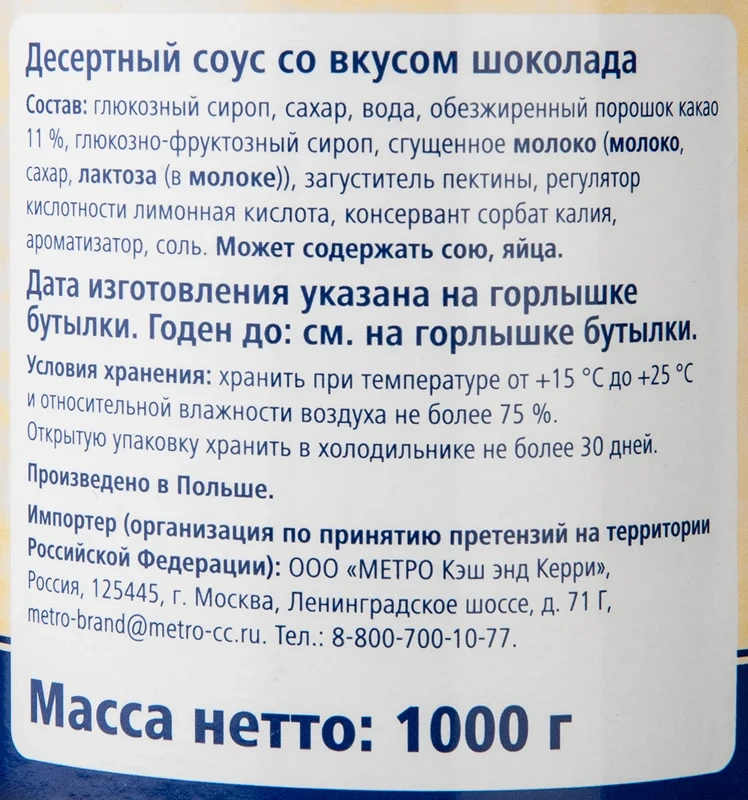 Десертный соус со вкусом шоколада
Состав: глюкозный сироп, сахар, вода, обезжиренный порошок какао
11 %, глюкозно-фруктозный сироп, сгущенное молоко (молоко,
сахар, лактоза (в молоке)), загуститель пектины, регулятор
кислотности лимонная кислота, консервант сорбат калия,
ароматизатор, соль. Может содержать сою, яйца.
Дата изготовления указана на горлышке
бутылки. Годен до: см. на горлышке бутылки.
Условия хранения: хранить при температуре от +15 °С до +25 °С
и относительной влажности воздуха не более 75 %.
Открытую упаковку хранить в холодильнике не более 30 дней.
Произведено в Польше.
Импортер (организация по принятию претензий на территории
Российской Федерации): ООО «МЕТРО Кэш энд Керри»,
Россия, 125445, г. Москва, Ленинградское шоссе, д. 71 Г,
metro-brand@metro-cc.ru. Тел.: 8-800-700-10-77.
Масса нетто: 1000 г